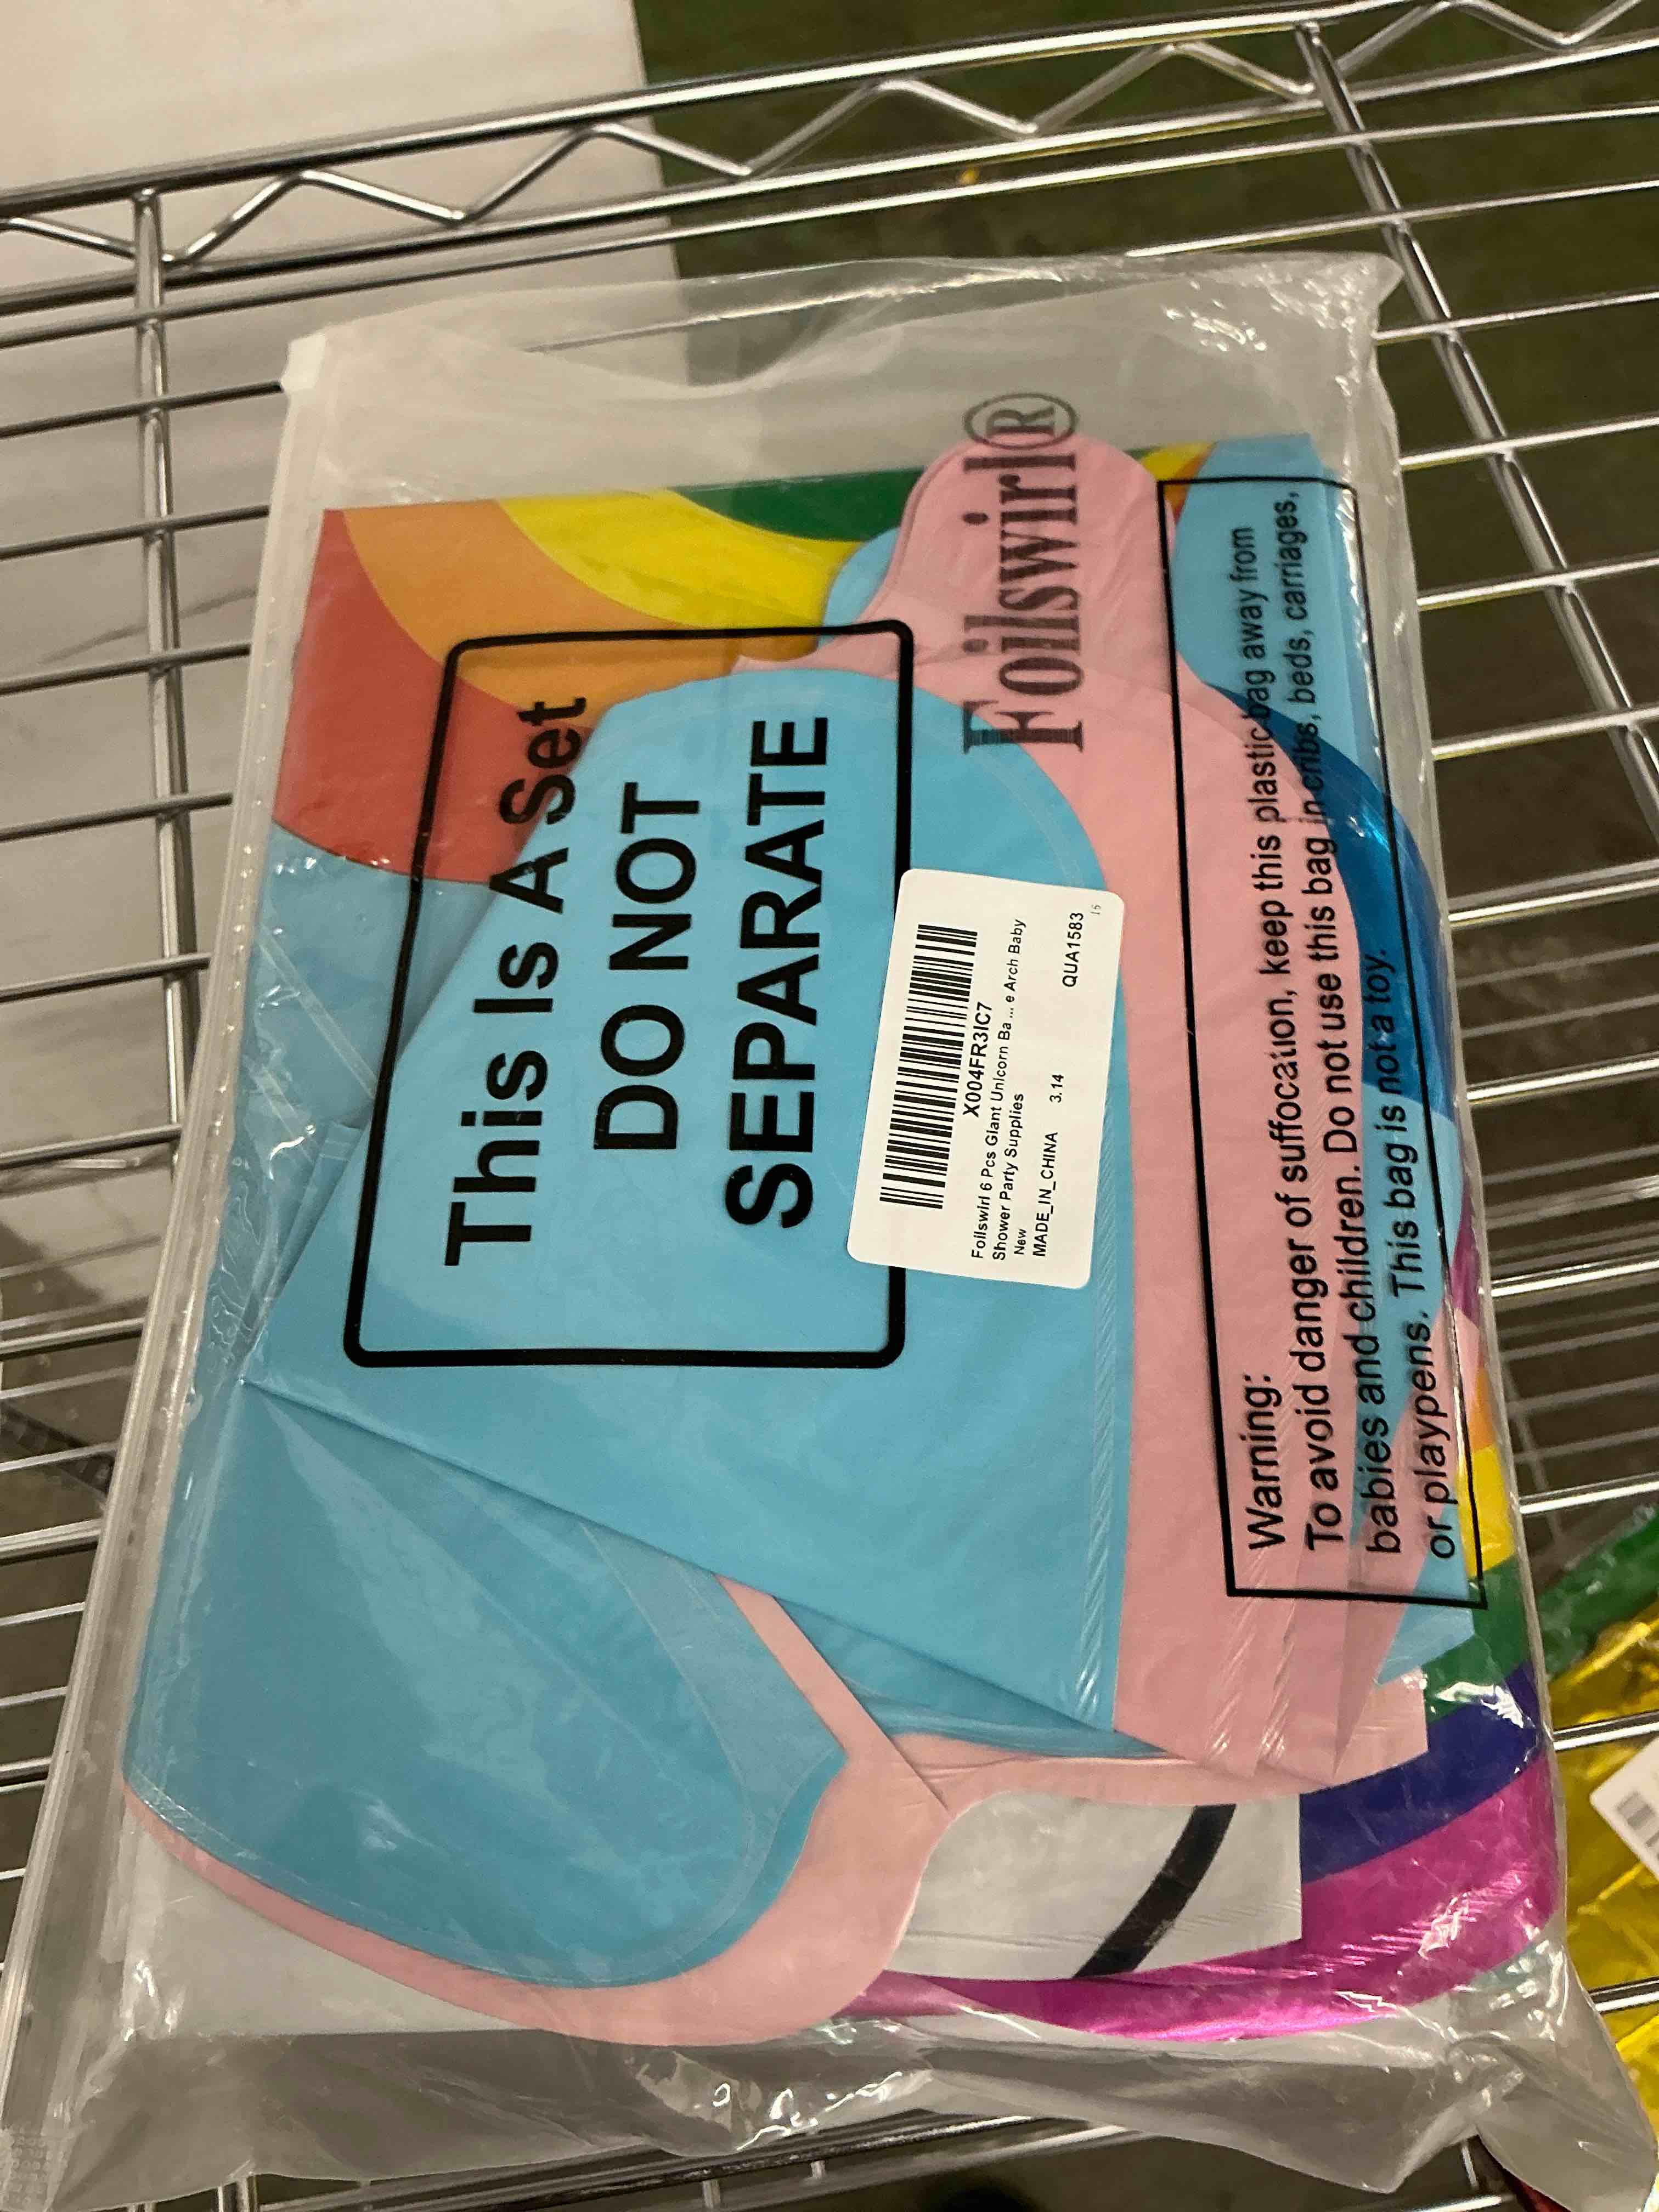 This Is A Set
DO NOT
SEPARATE
X004FR3IC7
Foilswirl 6 Pcs Giant Unicorn Ba ... e Arch Baby
Shower Party Supplies
New
MADE_IN_CHINA 3.14 QUA1583
15
Foilswirl®
Warning:
To avoid danger of suffocation, keep this plastic bag away from
babies and children. Do not use this bag in cribs, beds, carriages,
or playpens. This bag is not a toy.